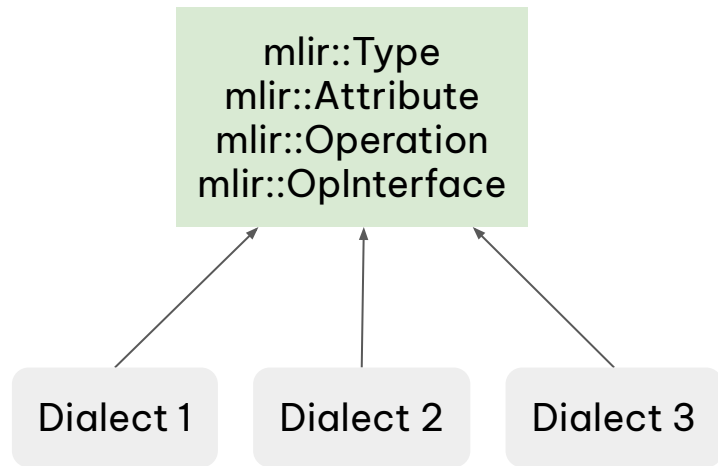 mlir::Type
mlir::Attribute
mlir::Operation
mlir::OpInterface
Dialect 1
Dialect 2
Dialect 3